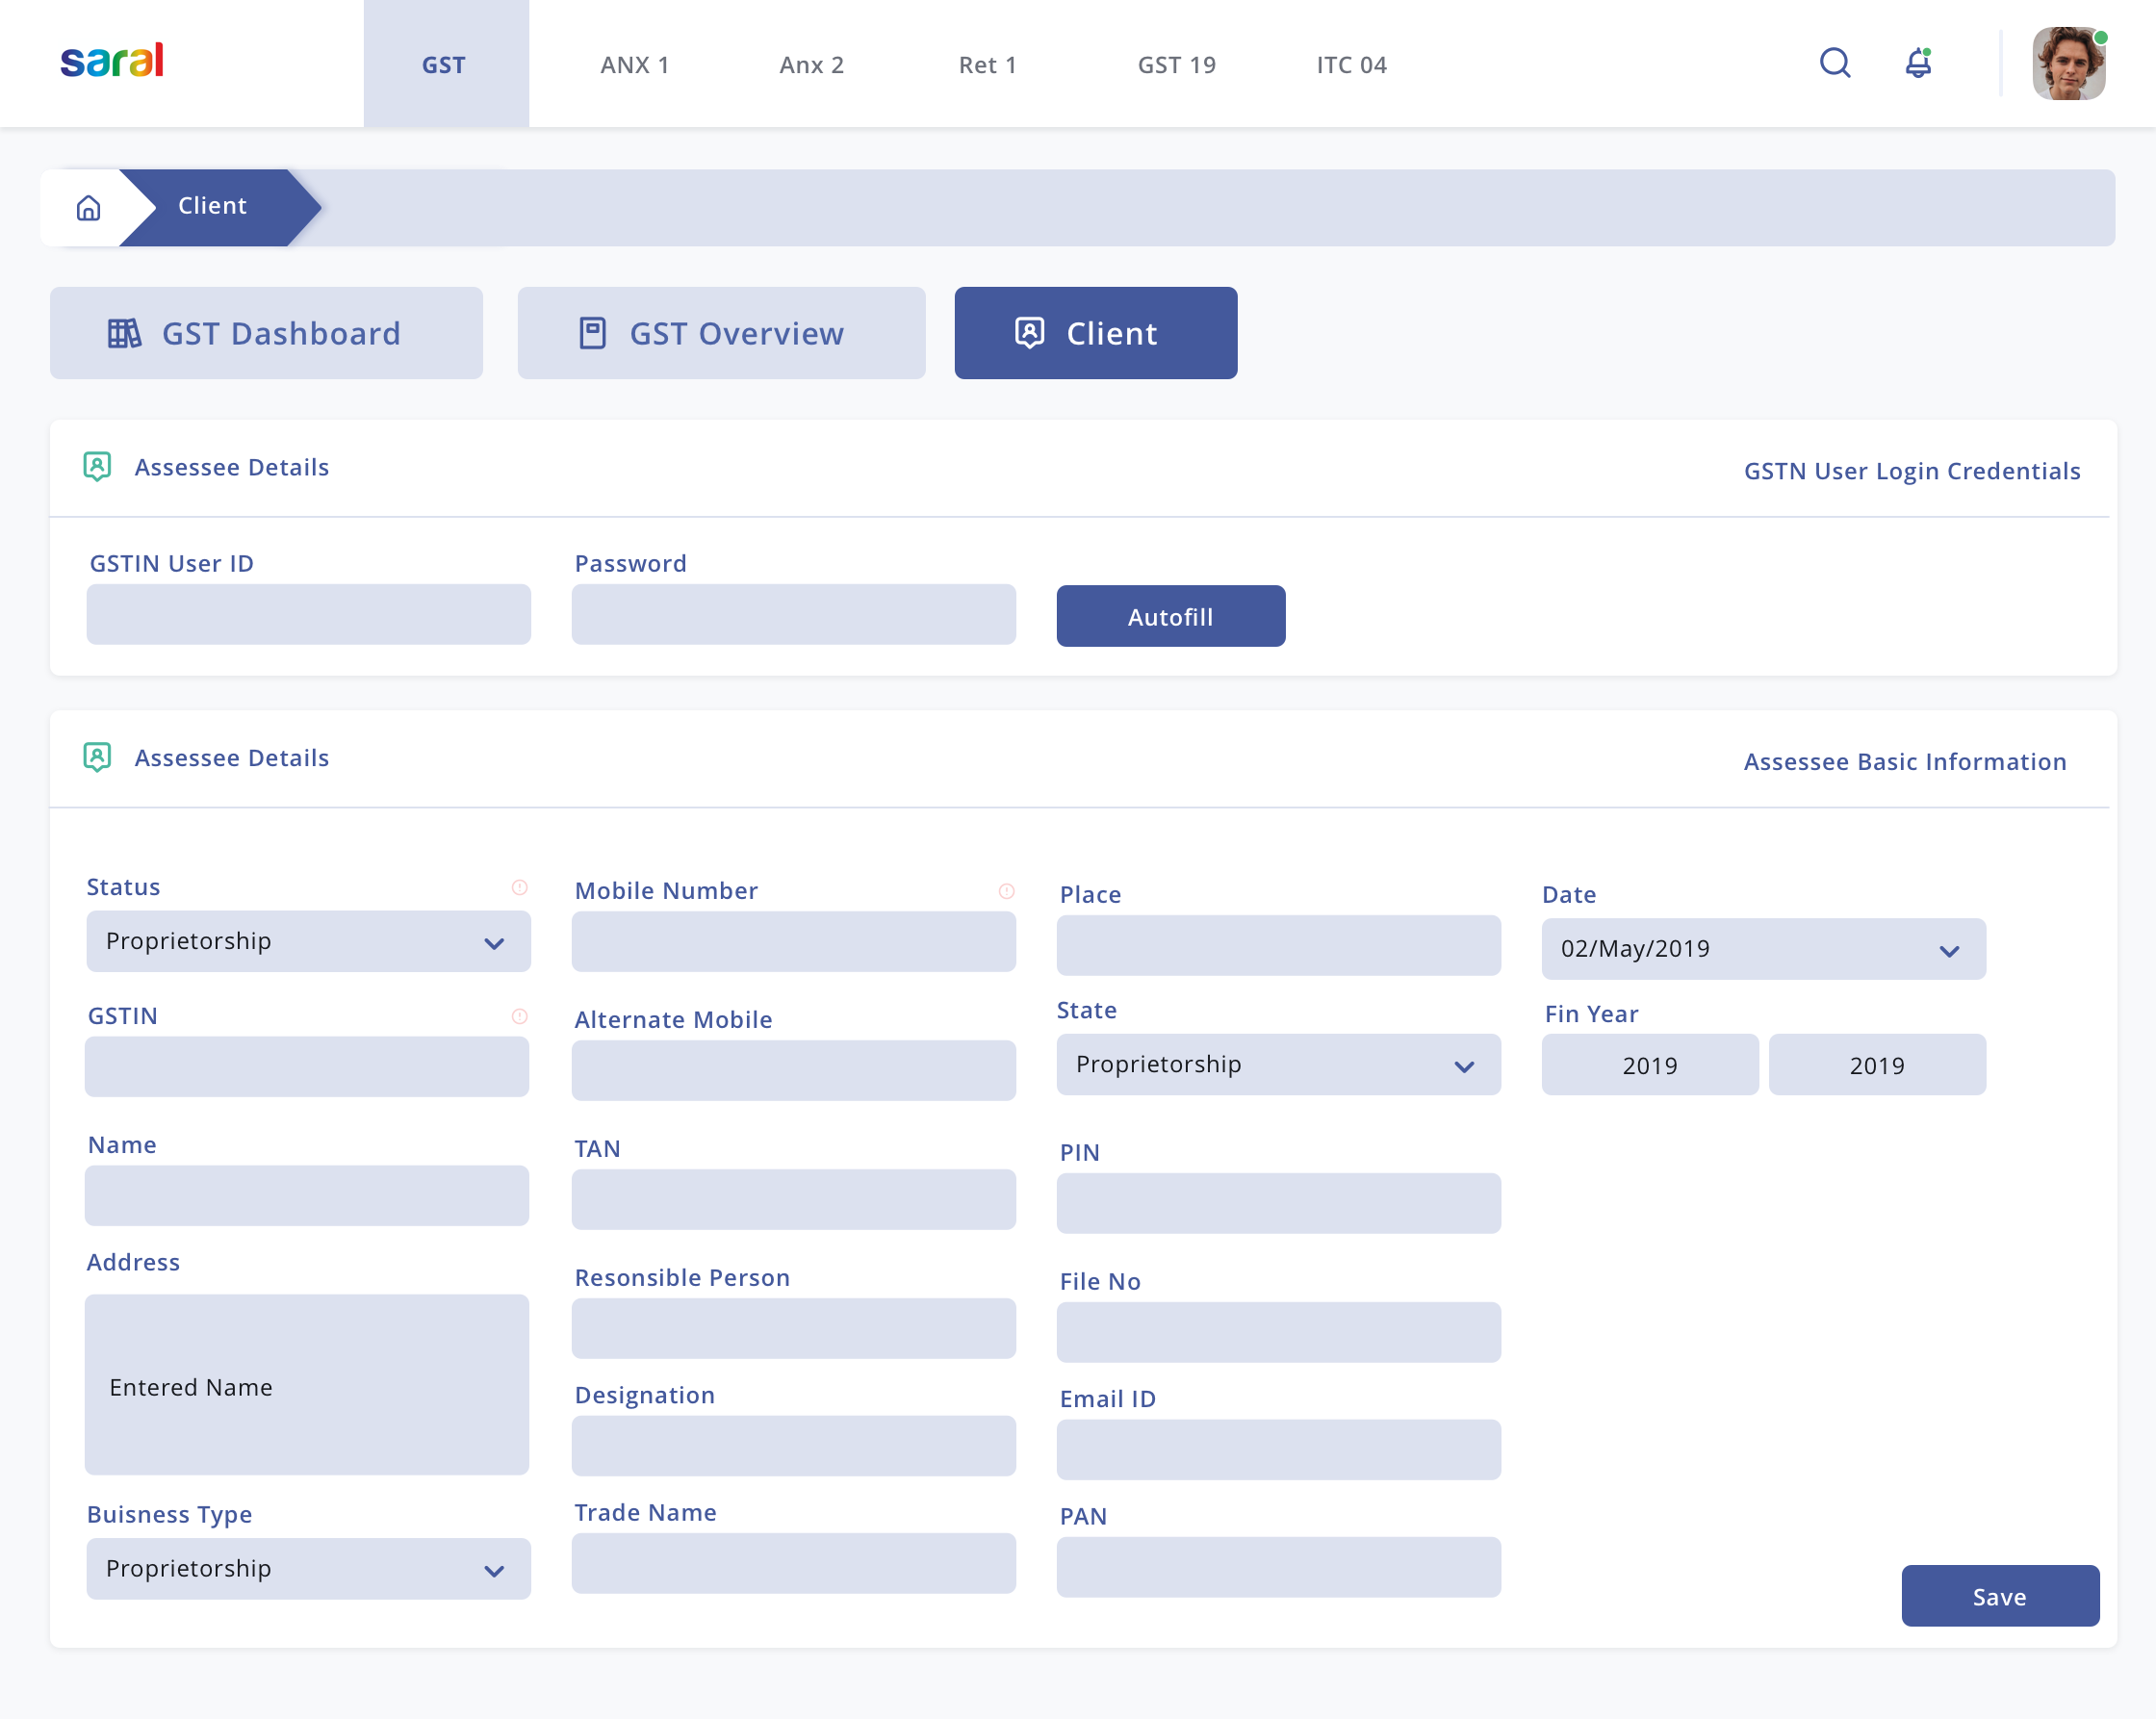 saral
GST ANX 1 Anx 2 Ret 1 GST 19 ITC 04
Client
GST Dashboard GST Overview Client
Assessee Details GSTN User Login Credentials
GSTIN User ID Password
Autofill
Assessee Details Assessee Basic Information
Status Mobile Number Place Date
Proprietorship 02/May/2019
GSTIN Alternate Mobile State Fin Year
Proprietorship 2019 2019
Name TAN PIN
Address Resonsible Person File No
Entered Name
Designation Email ID
Buisness Type Trade Name PAN
Proprietorship
Save